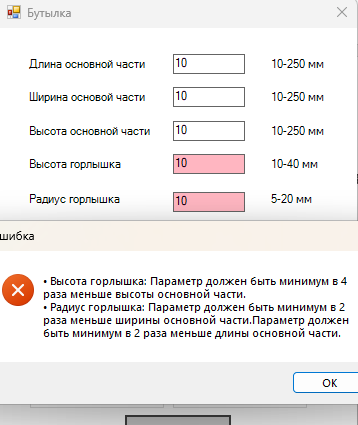 Бутылка
Длина основной части 10 10-250 мм
Ширина основой части 10 10-250 мм
Высота основной части 10 10-250 мм
Высота горлышка 10 10-40 мм
Радиус горлышка 10 5-20 мм
шибка
• Высота горлышка: Параметр должен быть минимум в 4
раза меньше высоты основной части.
• Радиус горлышка: Параметр должен быть минимум в 2
раза меньше ширины основной части.Параметр должен
быть минимум в 2 раза меньше длины основной части.
ОК